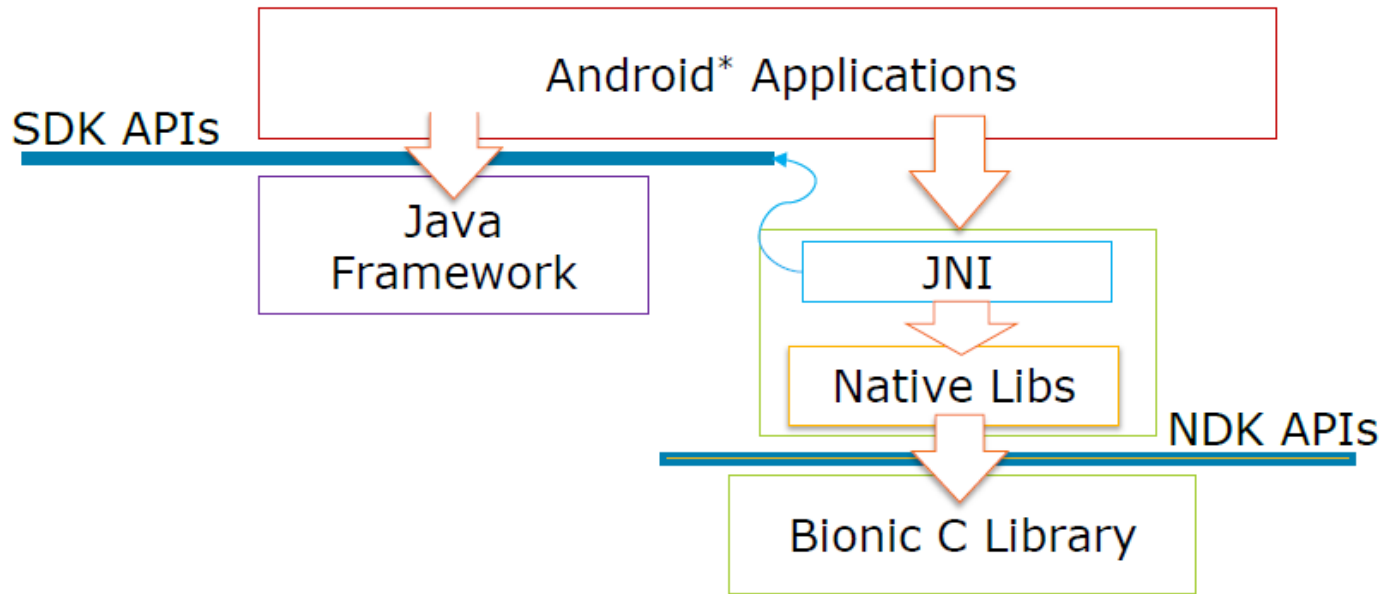 Android* Applications
SDK APIs
Java
Framework
JNI
Native Libs
NDK APIs
Bionic C Library